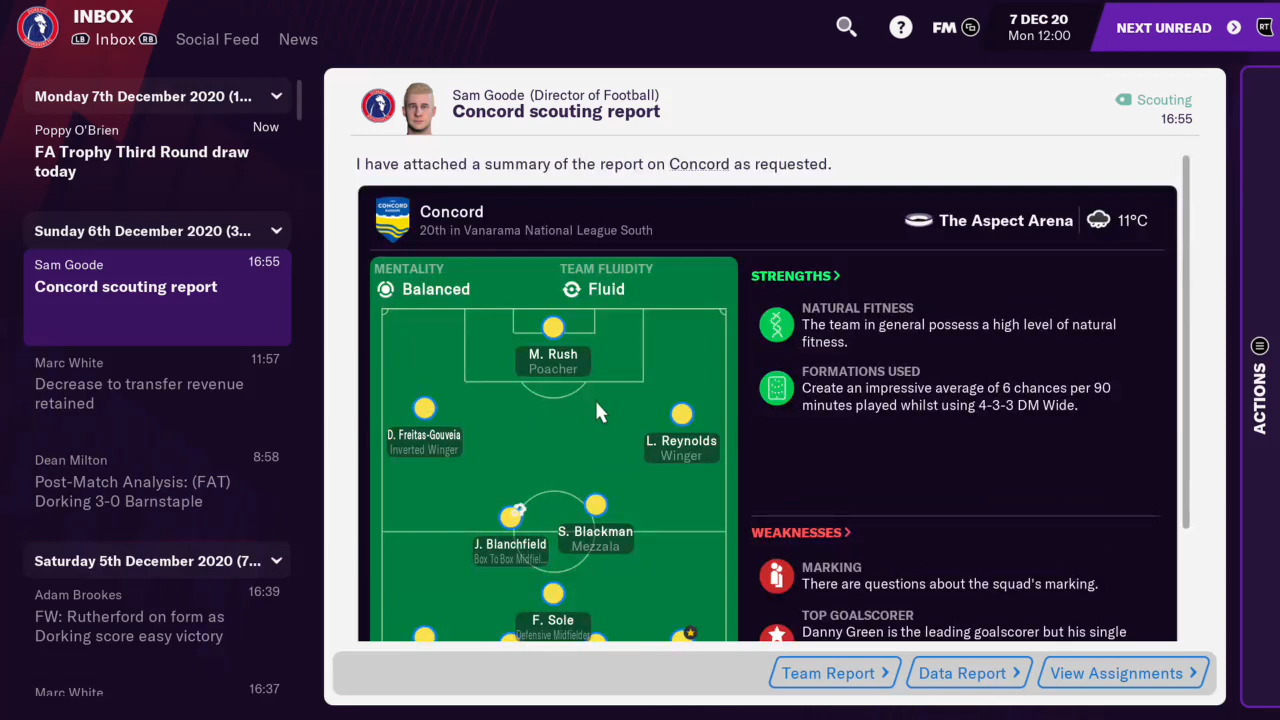 INBOX
LB Inbox RB
Social Feed
News
FM
7 DEC 20
Mon 12:00
NEXT UNREAD
RT
Monday 7th December 2020 (1...
Poppy O'Brien
Now
FA Trophy Third Round draw
today
Sunday 6th December 2020 (3...
Sam Goode
16:55
Concord scouting report
Marc White
11:57
Decrease to transfer revenue
retained
Dean Milton
8:58
Post-Match Analysis: (FAT)
Dorking 3-0 Barnstaple
Saturday 5th December 2020 (7...
Adam Brookes
16:39
FW: Rutherford on form as
Dorking score easy victory
Marc White
16:37
Sam Goode (Director of Football)
Concord scouting report
Scouting
16:55
I have attached a summary of the report on Concord as requested.
CONCORD
Concord
20th in Vanarama National League South
The Aspect Arena
11°C
MENTALITY
Balanced
TEAM FLUIDITY
Fluid
M. Rush
Poacher
D. Freitas-Gouveia
Inverted Winger
L. Reynolds
Winger
J. Blanchfield
Box To Box Midfiel...
S. Blackman
Mezzala
F. Sole
Defensive Midfielder
STRENGTHS
NATURAL FITNESS
The team in general possess a high level of natural
fitness.
FORMATIONS USED
Create an impressive average of 6 chances per 90
minutes played whilst using 4-3-3 DM Wide.
WEAKNESSES
MARKING
There are questions about the squad's marking.
TOP GOALSCORER
Danny Green is the leading goalscorer but his single
Team Report
Data Report
View Assignments
ACTIONS